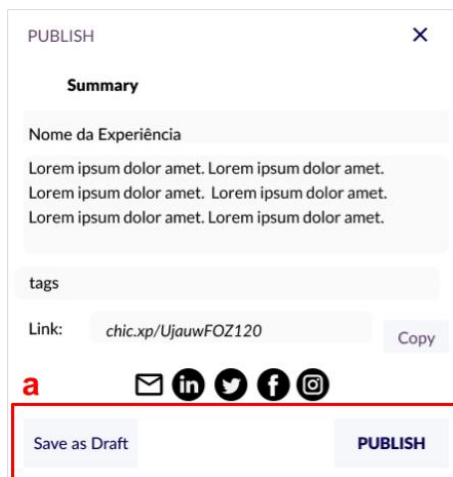 PUBLISH
Summary
Nome da Experiência
Lorem ipsum dolor amet. Lorem ipsum dolor amet.
Lorem ipsum dolor amet.  Lorem ipsum dolor amet.
Lorem ipsum dolor amet. Lorem ipsum dolor amet.
tags
Link: chic.xp/UjauwFOZ120 Copy
a
Save as Draft PUBLISH